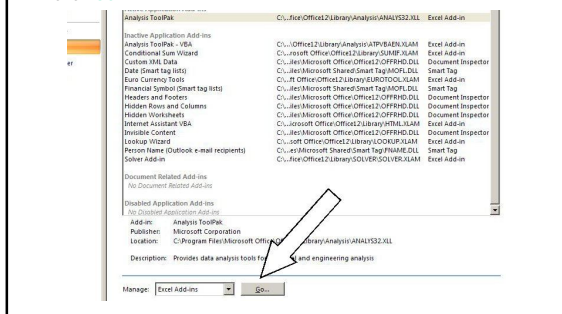 Analysis ToolPak C:\...fice\Office12\Library\Analysis\ANALYS32.XLL Excel Add-in
Inactive Application Add-ins
Analysis ToolPak - VBA C:\...\Office12\Library\Analysis\ATPVBAEN.XLAM Excel Add-in
Conditional Sum Wizard C:\...rosoft Office\Office12\Library\SUMIF.XLAM Excel Add-in
Custom XML Data C:\...iles\Microsoft Office\Office12\OFFRHD.DLL Document Inspector
Date (Smart tag lists) C:\...iles\Microsoft Shared\Smart Tag\MOFL.DLL Smart Tag
Euro Currency Tools C:\...ft Office\Office12\Library\EUROTOOL.XLAM Excel Add-in
Financial Symbol (Smart tag lists) C:\...iles\Microsoft Shared\Smart Tag\MOFL.DLL Smart Tag
Headers and Footers C:\...iles\Microsoft Office\Office12\OFFRHD.DLL Document Inspector
er Hidden Rows and Columns C:\...iles\Microsoft Office\Office12\OFFRHD.DLL Document Inspector
Hidden Worksheets C:\...iles\Microsoft Office\Office12\OFFRHD.DLL Document Inspector
Internet Assistant VBA C:\...icrosoft Office\Office12\Library\HTML.XLAM Excel Add-in
Invisible Content C:\...iles\Microsoft Office\Office12\OFFRHD.DLL Document Inspector
Lookup Wizard C:\...soft Office\Office12\Library\LOOKUP.XLAM Excel Add-in
Person Name (Outlook e-mail recipients) C:\...es\Microsoft Shared\Smart Tag\FNAME.DLL Smart Tag
Solver Add-in C:\...fice\Office12\Library\SOLVER\SOLVER.XLAM Excel Add-in
Document Related Add-ins
No Document Related Add-ins
Disabled Application Add-ins
No Disabled Application Add-ins
Add-in: Analysis ToolPak
Publisher: Microsoft Corporation
Location: C:\Program Files\Microsoft Office\ \Library\Analysis\ANALYS32.XLL
Description: Provides data analysis tools for and engineering analysis
Manage: Excel Add-ins Go...